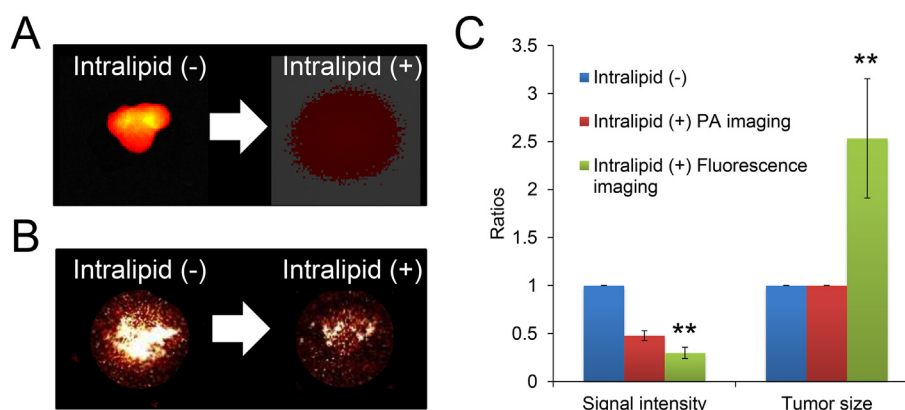 A
Intralipid (-)
Intralipid (+)
B
Intralipid (-)
Intralipid (+)
C
Ratios
3.5
3
2.5
2
1.5
1
0.5
0
Intralipid (-)
Intralipid (+) PA imaging
Intralipid (+) Fluorescence
imaging
**
**
Signal intensity
Tumor size